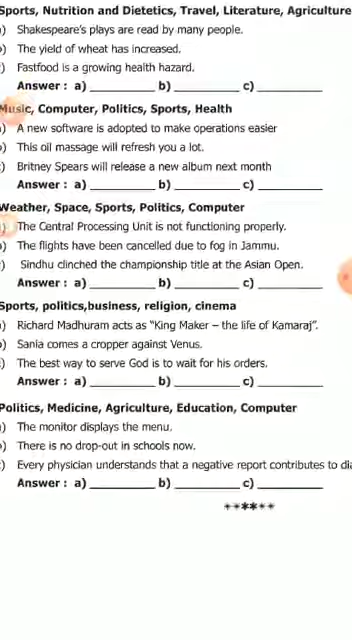 Sports, Nutrition and Dietetics, Travel, Literature, Agriculture
) Shakespeare's plays are read by many people.
) The yield of wheat has increased.
) Fastfood is a growing health hazard.
Answer : a) __________ b) __________ c) __________
Music, Computer, Politics, Sports, Health
) A new software is adopted to make operations easier
) This oil massage will refresh you a lot.
) Britney Spears will release a new album next month
Answer : a) __________ b) __________ c) __________
Weather, Space, Sports, Politics, Computer
) The Central Processing Unit is not functioning properly.
) The flights have been cancelled due to fog in Jammu.
) Sindhu clinched the championship title at the Asian Open.
Answer : a) __________ b) __________ c) __________
Sports, politics,business, religion, cinema
) Richard Madhuram acts as "King Maker – the life of Kamaraj".
) Sania comes a cropper against Venus.
) The best way to serve God is to wait for his orders.
Answer : a) __________ b) __________ c) __________
Politics, Medicine, Agriculture, Education, Computer
) The monitor displays the menu.
) There is no drop-out in schools now.
) Every physician understands that a negative report contributes to
Answer : a) __________ b) __________ c) __________
******